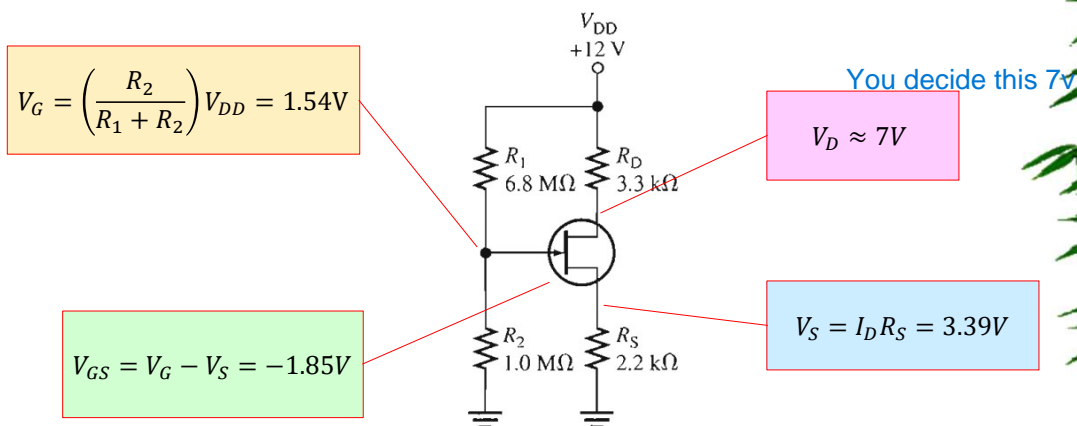 V_DD
+12 V
You decide this 7v
V_G = (R_2 / (R_1 + R_2)) V_DD = 1.54V
V_D ≈ 7V
R_1
6.8 MΩ
R_D
3.3 kΩ
V_GS = V_G − V_S = −1.85V
R_2
1.0 MΩ
R_S
2.2 kΩ
V_S = I_D R_S = 3.39V